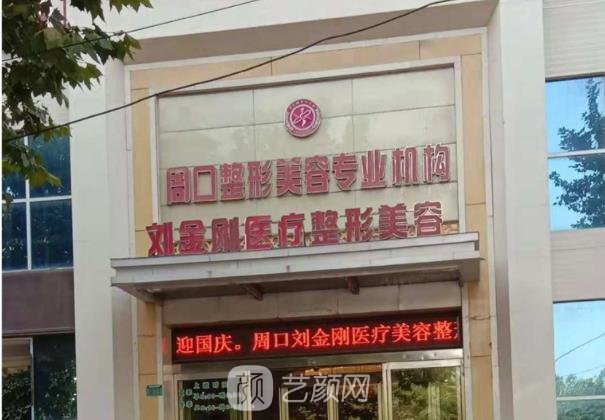 周口整形美容专业机构
刘金刚医疗整形美容
迎国庆。周口刘金刚医疗美容整形
颜 艺颜网